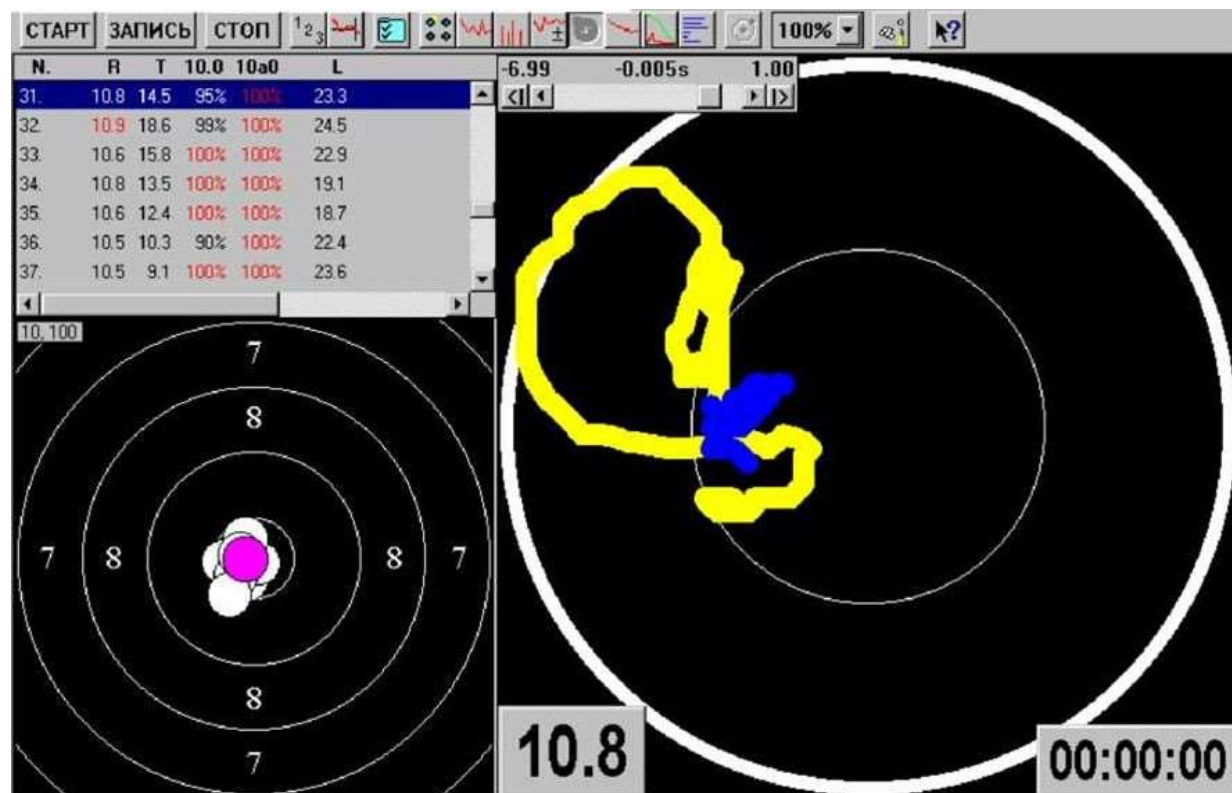 СТАРТ ЗАПИСЬ СТОП 1 2 3 ± 100% ?
N. R T 10.0 10a0 L
31. 10.8 14.5 95% 100% 23.3
32. 10.9 18.6 99% 100% 24.5
33. 10.6 15.8 100% 100% 22.9
34. 10.8 13.5 100% 100% 19.1
35. 10.6 12.4 100% 100% 18.7
36. 10.5 10.3 90% 100% 22.4
37. 10.5 9.1 100% 100% 23.6
-6.99 -0.005s 1.00
10, 100
7
8
7 8 8 7
8
7
10.8
00:00:00